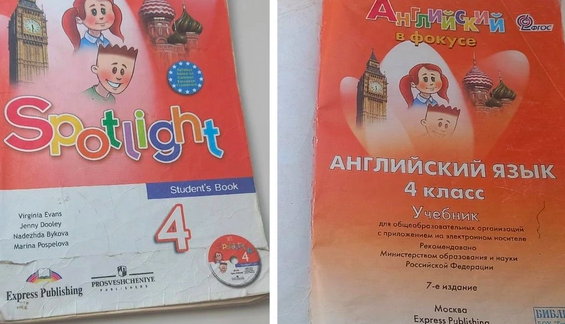 Spotlight
Student's Book
4
Virginia Evans
Jenny Dooley
Nadezhda Bykova
Marina Pospelova
Express Publishing
PROSVESHCHENIYE
PUBLISHERS
Английский
в фокусе
ФГОС
АНГЛИЙСКИЙ ЯЗЫК
4 класс
Учебник
для общеобразовательных организаций
с приложением на электронном носителе
Рекомендовано
Министерством образования и науки
Российской Федерации
7-е издание
Москва
Express Publishing